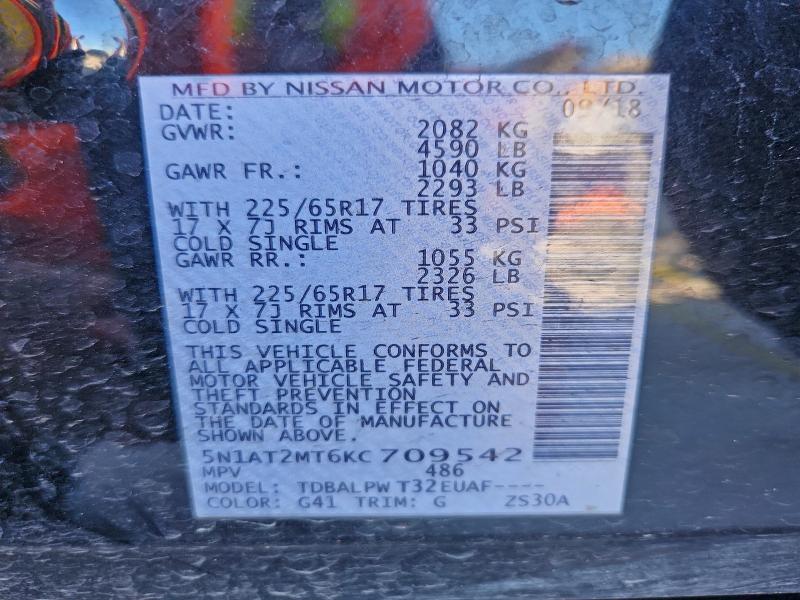 MFD BY NISSAN MOTOR CO., LTD.
DATE: 09/18
GVWR: 2082 KG
4590 LB
GAWR FR.: 1040 KG
2293 LB
WITH 225/65R17 TIRES
17 X 7J RIMS AT 33 PSI
COLD SINGLE
GAWR RR.: 1055 KG
2326 LB
WITH 225/65R17 TIRES
17 X 7J RIMS AT 33 PSI
COLD SINGLE
THIS VEHICLE CONFORMS TO
ALL APPLICABLE FEDERAL
MOTOR VEHICLE SAFETY AND
THEFT PREVENTION
STANDARDS IN EFFECT ON
THE DATE OF MANUFACTURE
SHOWN ABOVE.
5N1AT2MT6KC709542
MPV 486
MODEL: TDBALPW T32EUAF----
COLOR: G41 TRIM: G ZS30A